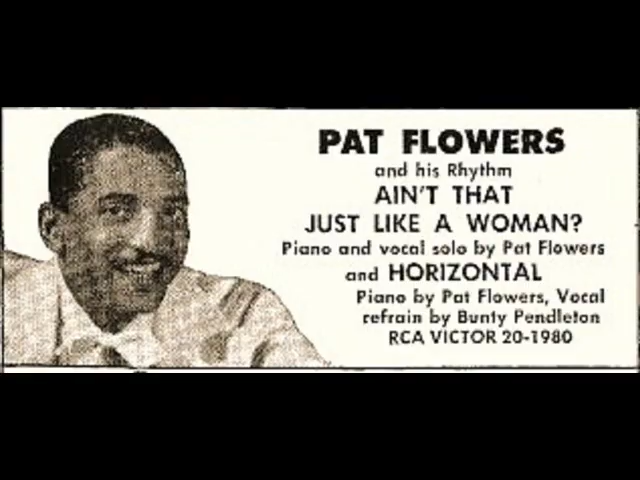 PAT FLOWERS
and his Rhythm
AIN'T THAT
JUST LIKE A WOMAN?
Piano and vocal solo by Pat Flowers
and HORIZONTAL
Piano by Pat Flowers, Vocal
refrain by Bunty Pendleton
RCA VICTOR 20-1980